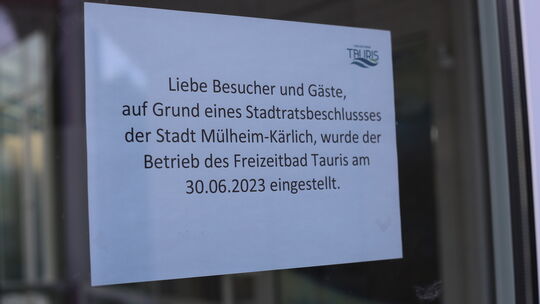 TAURIS
Liebe Besucher und Gäste,
auf Grund eines Stadtratsbeschlussses
der Stadt Mülheim-Kärlich, wurde der
Betrieb des Freizeitbad Tauris am
30.06.2023 eingestellt.